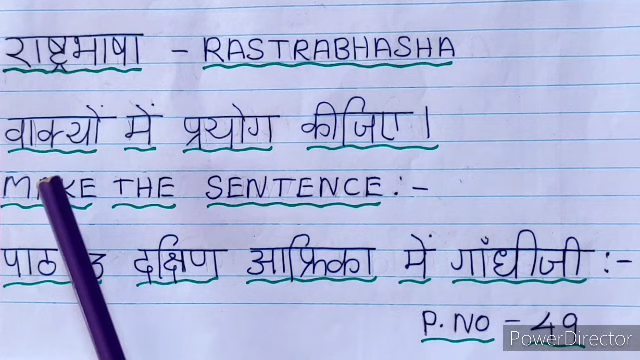 राष्ट्रभाषा - RASTRABHASHA
वाक्यों में प्रयोग कीजिए।
THE SENTENCE :-
पाठ दक्षिण आफ्रिका में गाँधीजी :-
P. NO - 49
PowerDirector